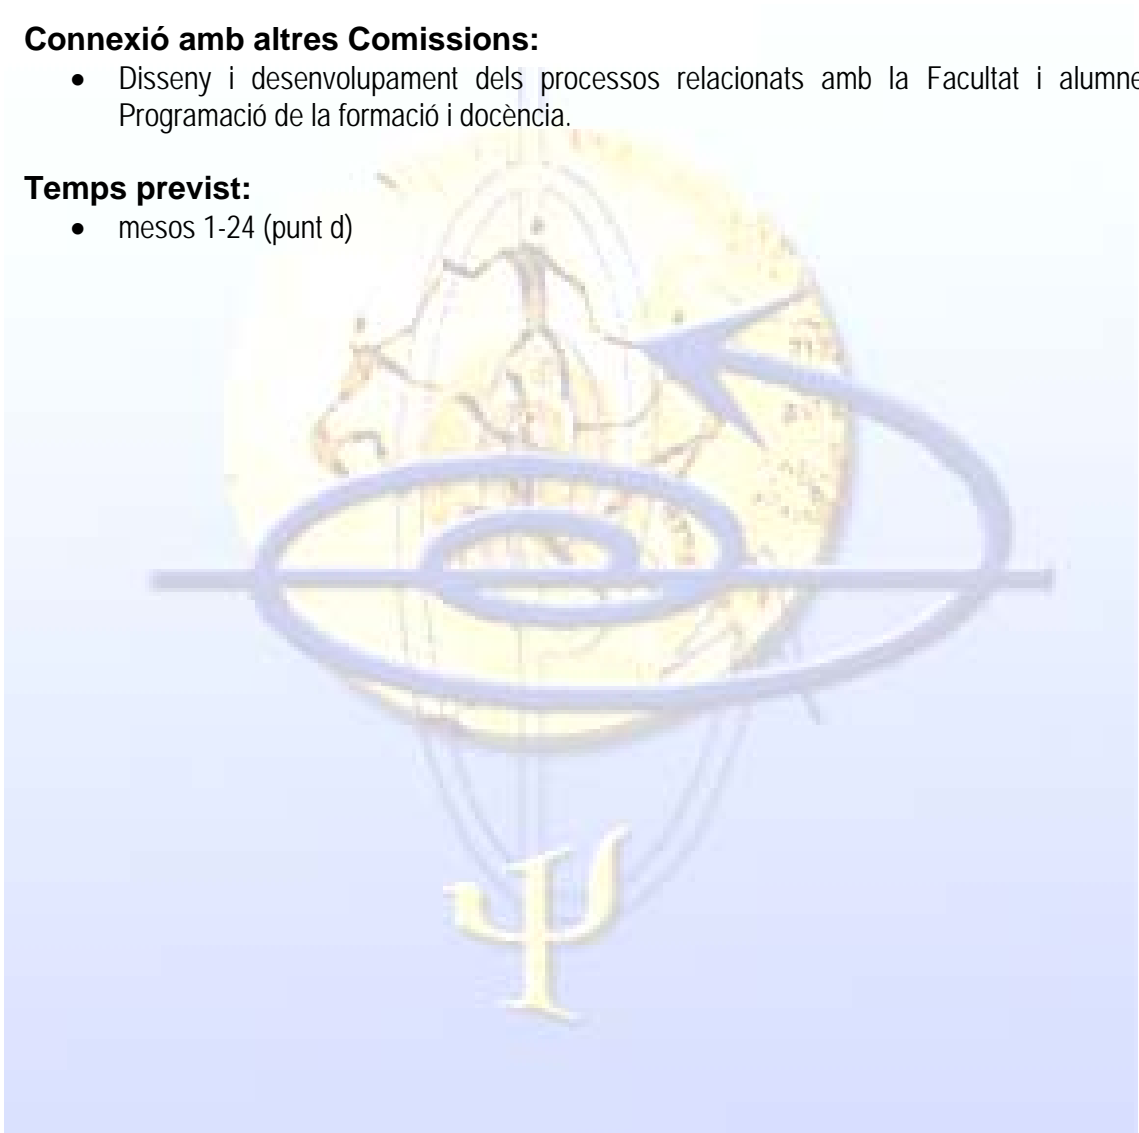 Connexió amb altres Comissions:
• Disseny i desenvolupament dels processos relacionats amb la Facultat i alumne
Programació de la formació i docència.
Temps previst:
• mesos 1-24 (punt d)
Ψ